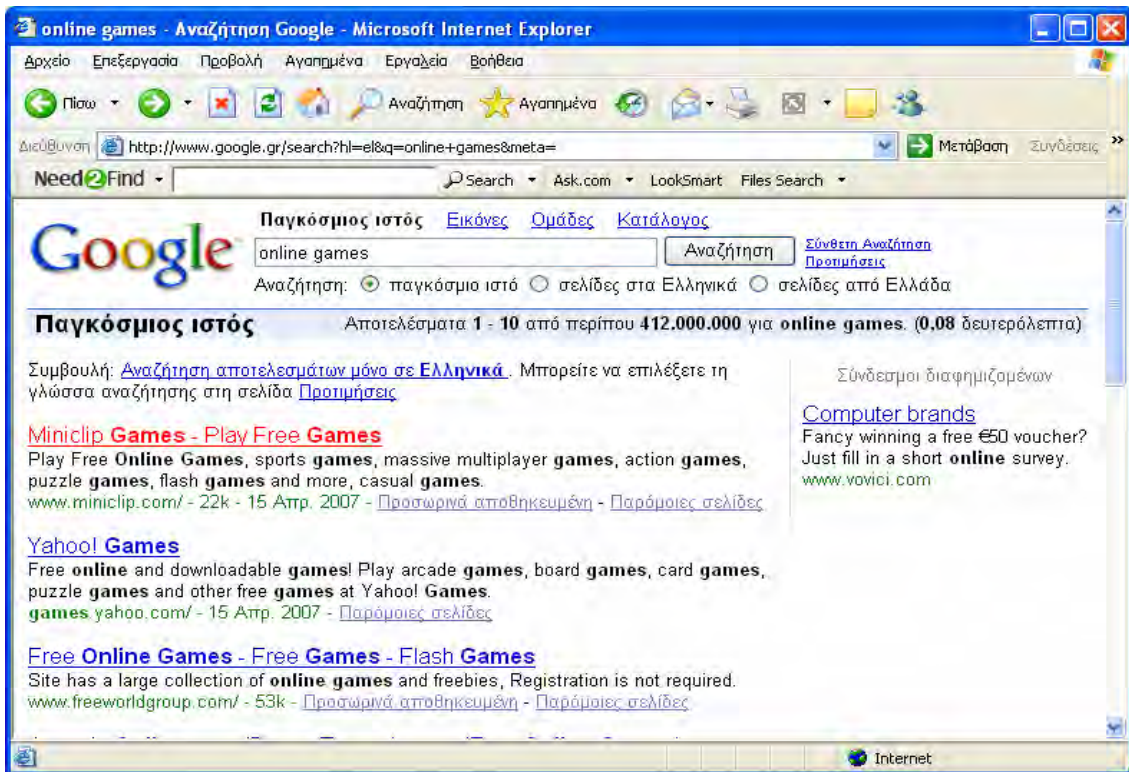 online games - Αναζήτηση Google - Microsoft Internet Explorer
Αρχείο Επεξεργασία Προβολή Αγαπημένα Εργαλεία Βοήθεια
Πίσω Αναζήτηση Αγαπημένα
Διεύθυνση http://www.google.gr/search?hl=el&q=online+games&meta= Μετάβαση Συνδέσεις »
Need2Find Search Ask.com LookSmart Files Search
Παγκόσμιος ιστός Εικόνες Ομάδες Κατάλογος
Google online games Αναζήτηση Σύνθετη Αναζήτηση
Προτιμήσεις
Αναζήτηση: παγκόσμιο ιστό σελίδες στα Ελληνικά σελίδες από Ελλάδα
Παγκόσμιος ιστός Αποτελέσματα 1 - 10 από περίπου 412.000.000 για online games. (0,08 δευτερόλεπτα)
Συμβουλή: Αναζήτηση αποτελεσμάτων μόνο σε Ελληνικά . Μπορείτε να επιλέξετε τη
γλώσσα αναζήτησης στη σελίδα Προτιμήσεις
Miniclip Games - Play Free Games
Play Free Online Games, sports games, massive multiplayer games, action games,
puzzle games, flash games and more, casual games.
www.miniclip.com/ - 22k - 15 Απρ. 2007 - Προσωρινά αποθηκευμένη - Παρόμοιες σελίδες
Yahoo! Games
Free online and downloadable games! Play arcade games, board games, card games,
puzzle games and other free games at Yahoo! Games.
games.yahoo.com/ - 15 Απρ. 2007 - Παρόμοιες σελίδες
Free Online Games - Free Games - Flash Games
Site has a large collection of online games and freebies, Registration is not required.
www.freeworldgroup.com/ - 53k - Προσωρινά αποθηκευμένη - Παρόμοιες σελίδες
Σύνδεσμοι διαφημιζομένων
Computer brands
Fancy winning a free €50 voucher?
Just fill in a short online survey.
www.vovici.com
Internet